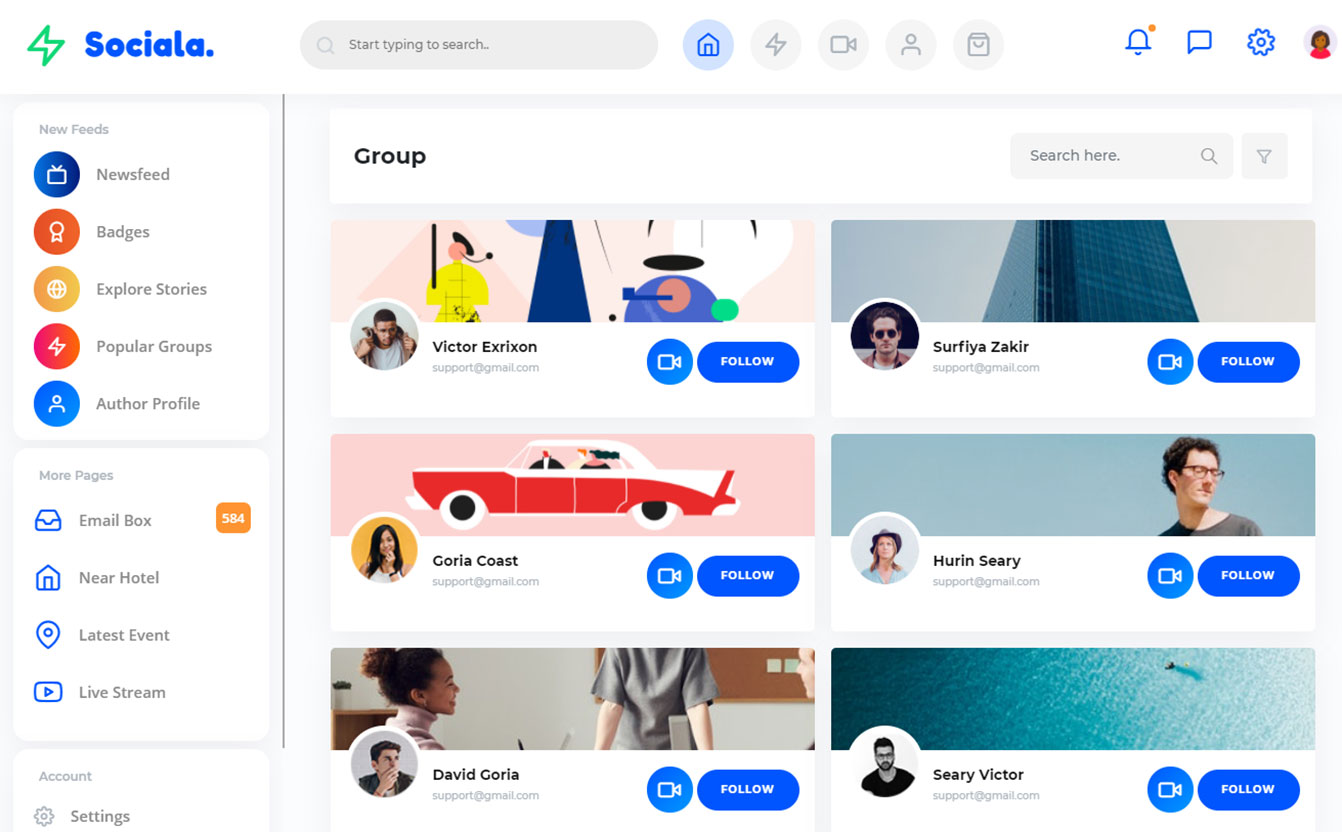 Sociala.
Start typing to search..
New Feeds
Newsfeed
Badges
Explore Stories
Popular Groups
Author Profile
More Pages
Email Box
584
Near Hotel
Latest Event
Live Stream
Account
Settings
Group
Search here.
Victor Exrixon
support@gmail.com
FOLLOW
Surfiya Zakir
support@gmail.com
FOLLOW
Goria Coast
support@gmail.com
FOLLOW
Hurin Seary
support@gmail.com
FOLLOW
David Goria
support@gmail.com
FOLLOW
Seary Victor
support@gmail.com
FOLLOW